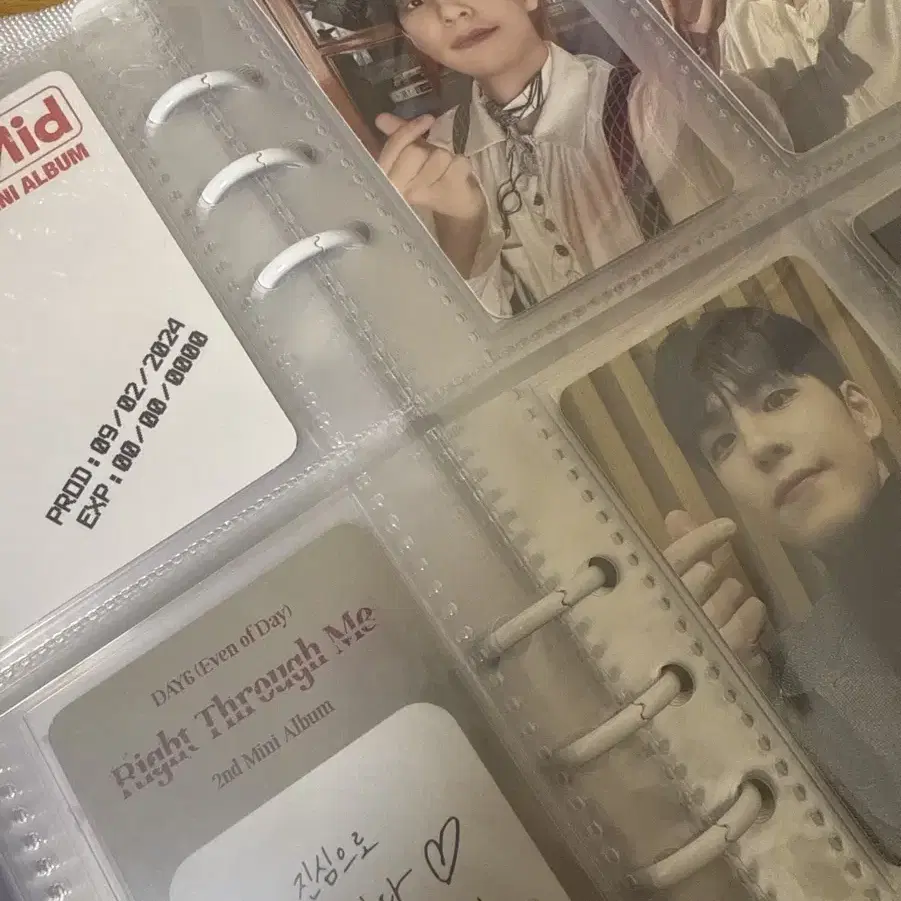 Mid
NI ALBUM
PROD:09/02/2024
EXP:00/00/0000
DAY6 (Even of Day)
Right Through Me
2nd Mini Album
진심으로
다 ♡